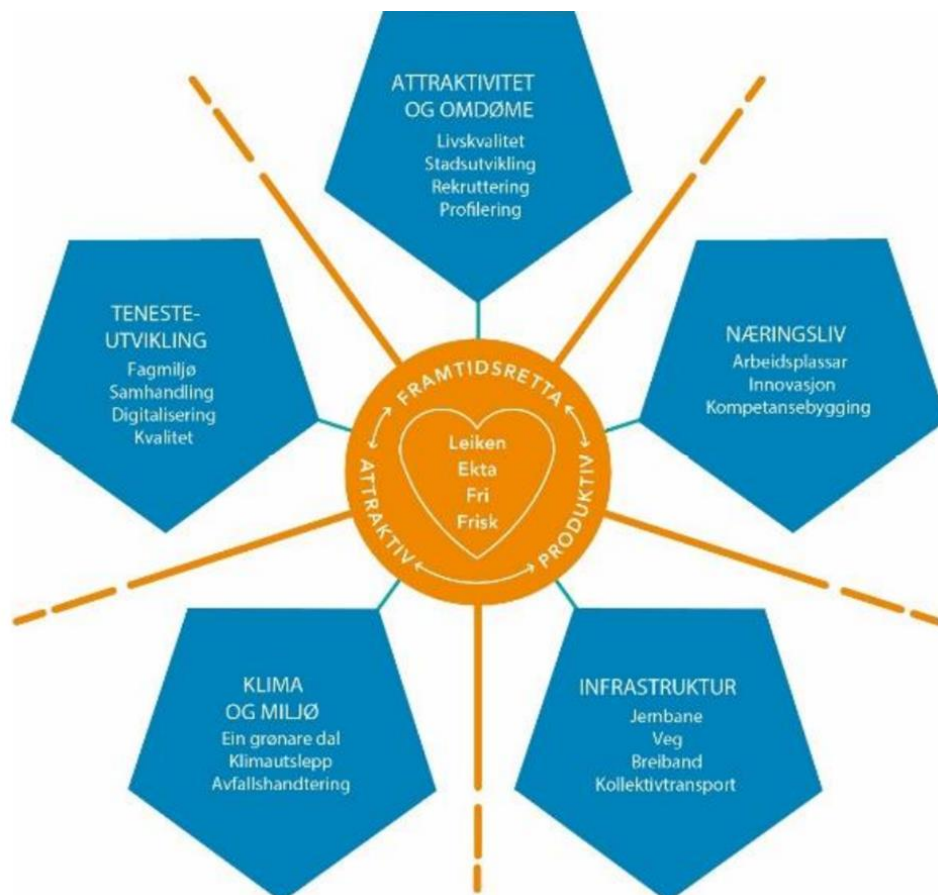 ATTRAKTIVITET
OG OMDØME
Livskvalitet
Stadsutvikling
Rekruttering
Profilering
TENESTE-
UTVIKLING
Fagmiljø
Samhandling
Digitalisering
Kvalitet
NÆRINGSLIV
Arbeidsplassar
Innovasjon
Kompetansebygging
FRAMTIDSRETTA
ATTRAKTIV
PRODUKTIV
Leiken
Ekta
Fri
Frisk
KLIMA
OG MILJØ
Ein grønare dal
Klimautslepp
Avfallshandtering
INFRASTRUKTUR
Jernbane
Veg
Breiband
Kollektivtransport